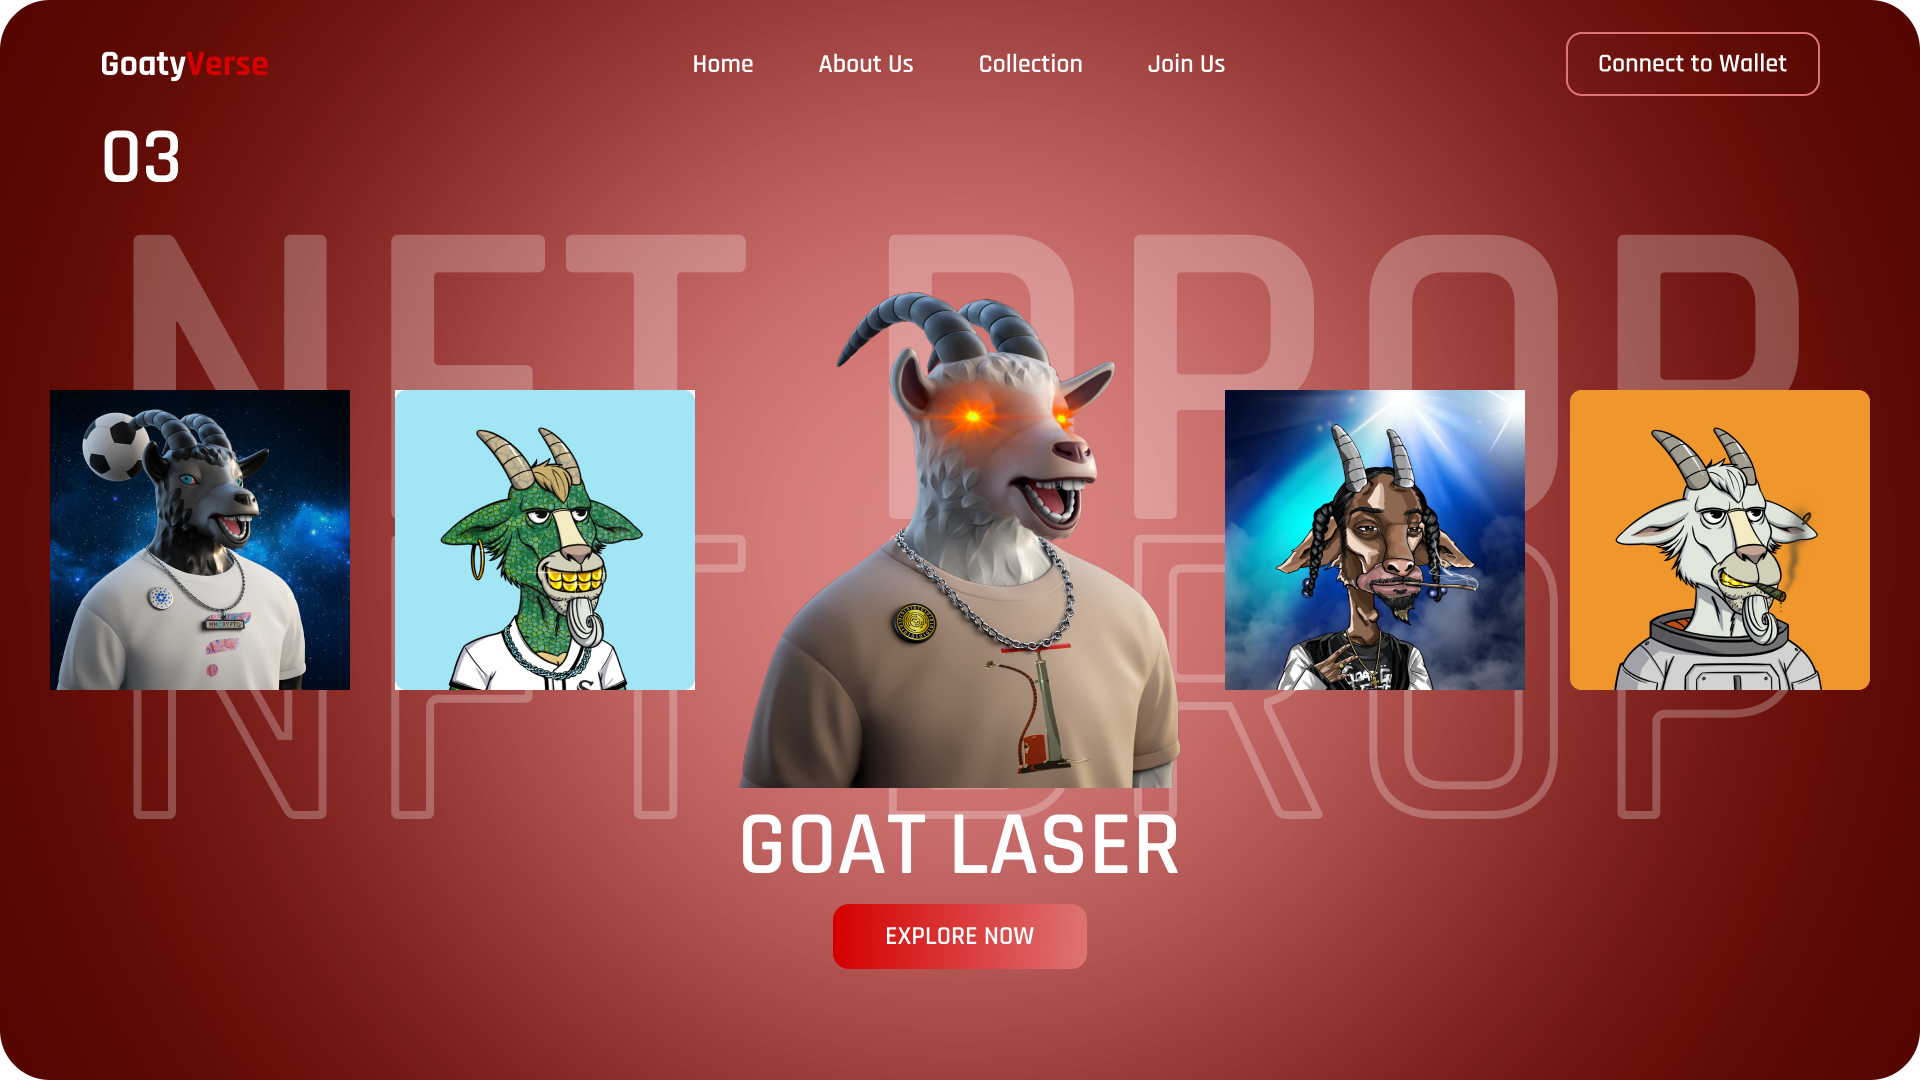 GoatyVerse
Home
About Us
Collection
Join Us
Connect to Wallet
03
NFT DROP
NFT DROP
GOAT LASER
EXPLORE NOW